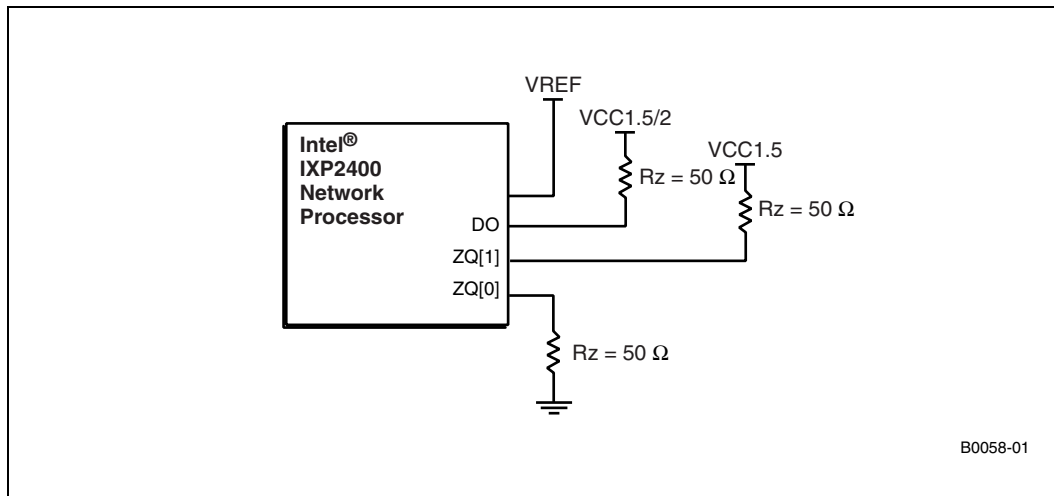 VREF
VCC1.5/2
VCC1.5
Intel®
IXP2400
Network
Processor
Rz = 50 Ω
Rz = 50 Ω
DO
ZQ[1]
ZQ[0]
Rz = 50 Ω
B0058-01